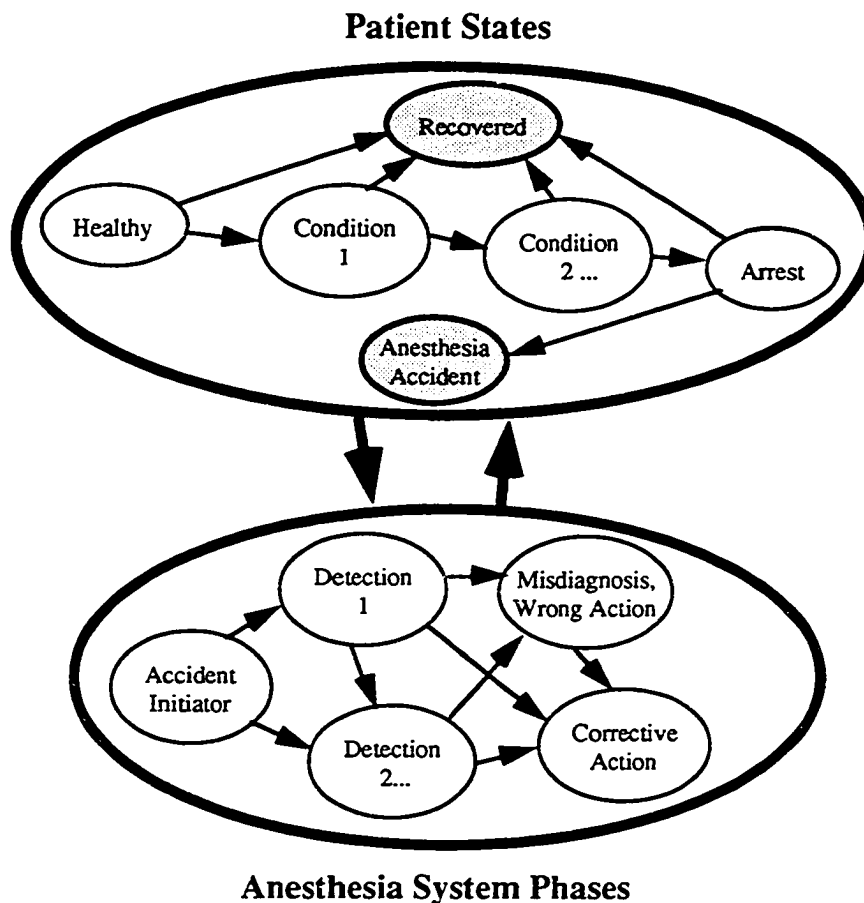 Patient States
Recovered
Healthy
Condition
1
Condition
2 ...
Arrest
Anesthesia
Accident
Detection
1
Misdiagnosis,
Wrong Action
Accident
Initiator
Detection
2...
Corrective
Action
Anesthesia System Phases